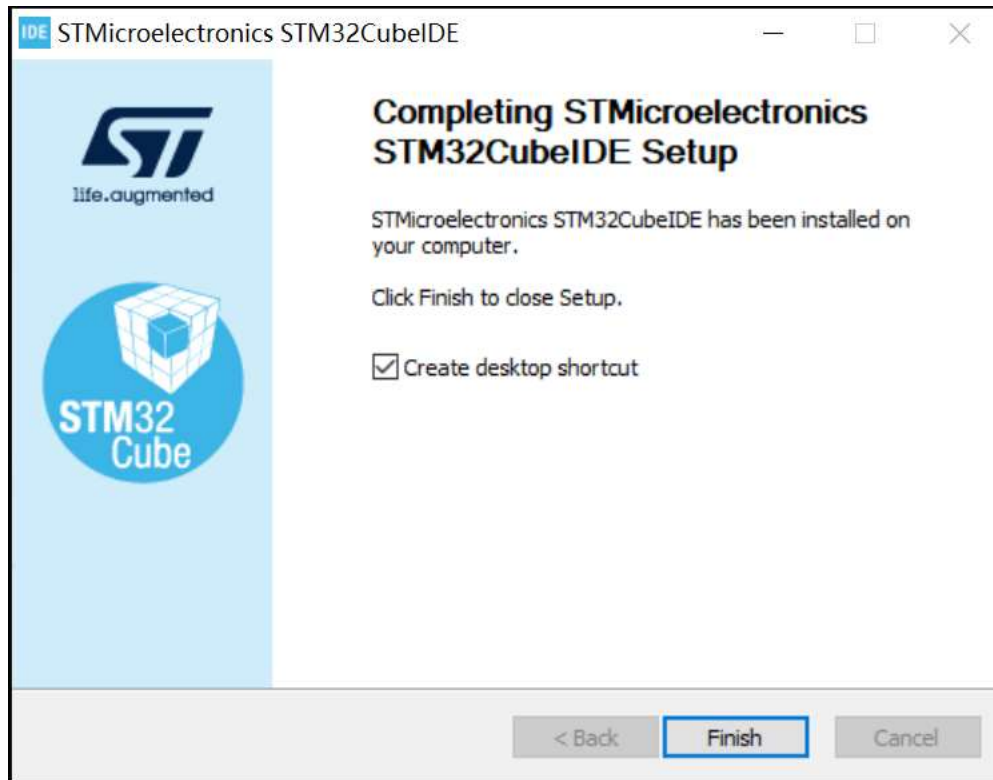 IDE STMicroelectronics STM32CubeIDE
ST
life.augmented
STM32
Cube
Completing STMicroelectronics
STM32CubeIDE Setup
STMicroelectronics STM32CubeIDE has been installed on
your computer.
Click Finish to close Setup.
Create desktop shortcut
< Back
Finish
Cancel